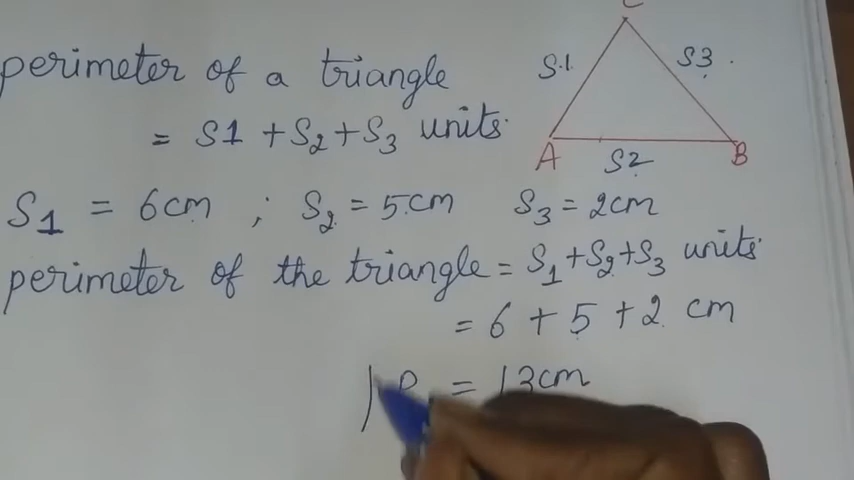 C
perimeter of a triangle
S1
S3
= S1 + S2 + S3 units
A
S2
B
S1 = 6cm ; S2 = 5cm S3 = 2cm
perimeter of the triangle = S1 + S2 + S3 units
= 6 + 5 + 2 cm
P = 13cm